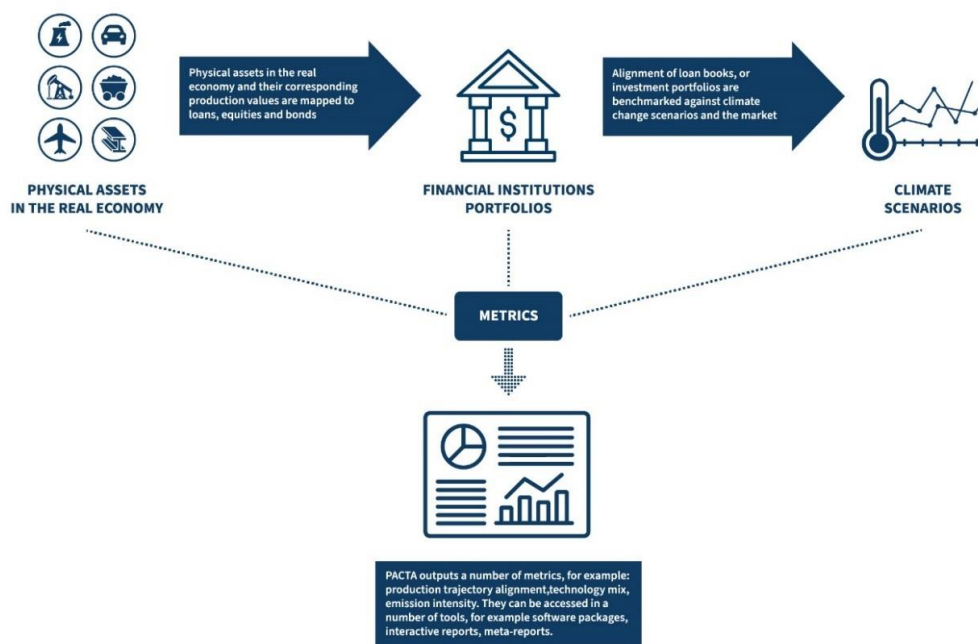 Physical assets in the real
economy and their corresponding
production values are mapped to
loans, equities and bonds
$
Alignment of loan books, or
investment portfolios are
benchmarked against climate
change scenarios and the market
PHYSICAL ASSETS
IN THE REAL ECONOMY
FINANCIAL INSTITUTIONS
PORTFOLIOS
CLIMATE
SCENARIOS
METRICS
PACTA outputs a number of metrics, for example:
production trajectory alignment,technology mix,
emission intensity. They can be accessed in a
number of tools, for example software packages,
interactive reports, meta-reports.